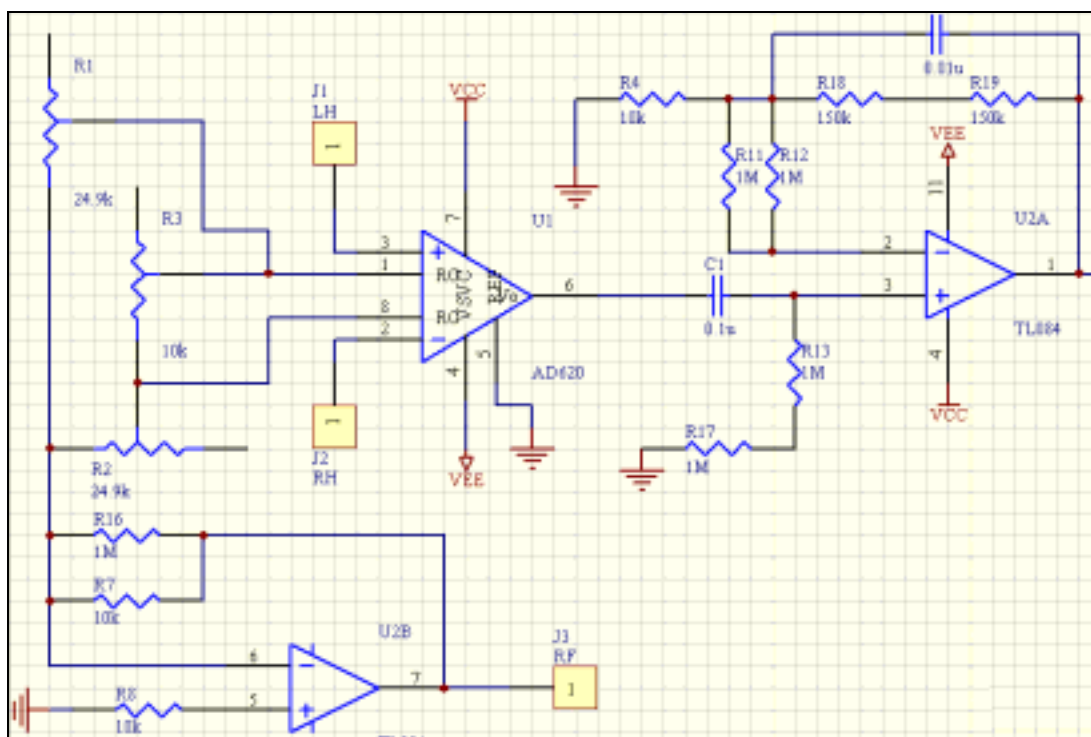 R1
24.9k
R3
10k
R2
24.9k
R16
1M
R7
10k
R8
10k
J1
LH
1
VCC
7
U1
3
1
8
2
+
RG
RG
-
VSVC
REF
Vo
6
5
4
AD620
VEE
1
J2
RH
U2B
6
5
7
-
+
J3
RF
1
R4
10k
0.01u
R18
150k
R19
150k
R11
1M
R12
1M
VEE
11
U2A
2
3
1
-
+
TL084
4
VCC
C1
0.1u
R13
1M
R17
1M